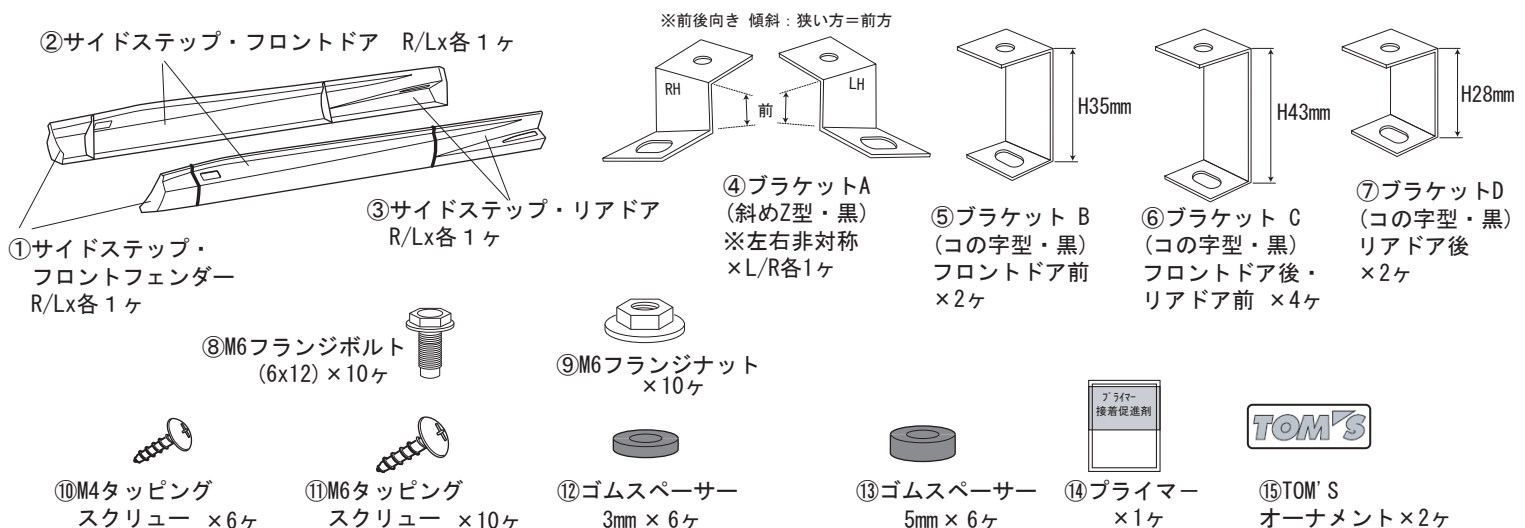 ※前後向き 傾斜：狭い方＝前方
②サイドステップ・フロントドア　R/Lx各１ヶ
RH
前
LH
H35mm
H43mm
H28mm
③サイドステップ・リアドア
R/Lx各１ヶ
①サイドステップ・
フロントフェンダー
R/Lx各１ヶ
④ブラケットA
(斜めZ型・黒)
※左右非対称
×L/R各1ヶ
⑤ブラケット B
(コの字型・黒)
フロントドア前
×2ヶ
⑥ブラケット C
(コの字型・黒)
フロントドア後・
リアドア前 ×4ヶ
⑦ブラケットD
(コの字型・黒)
リアドア後
×2ヶ
⑧M6フランジボルト
(6x12)×10ヶ
⑨M6フランジナット
×10ヶ
プライマー
接着促進剤
TOM'S
⑩M4タッピング
スクリュー ×6ヶ
⑪M6タッピング
スクリュー ×10ヶ
⑫ゴムスペーサー
3mm × 6ヶ
⑬ゴムスペーサー
5mm × 6ヶ
⑭プライマー
×1ヶ
⑮TOM'S
オーナメント×2ヶ